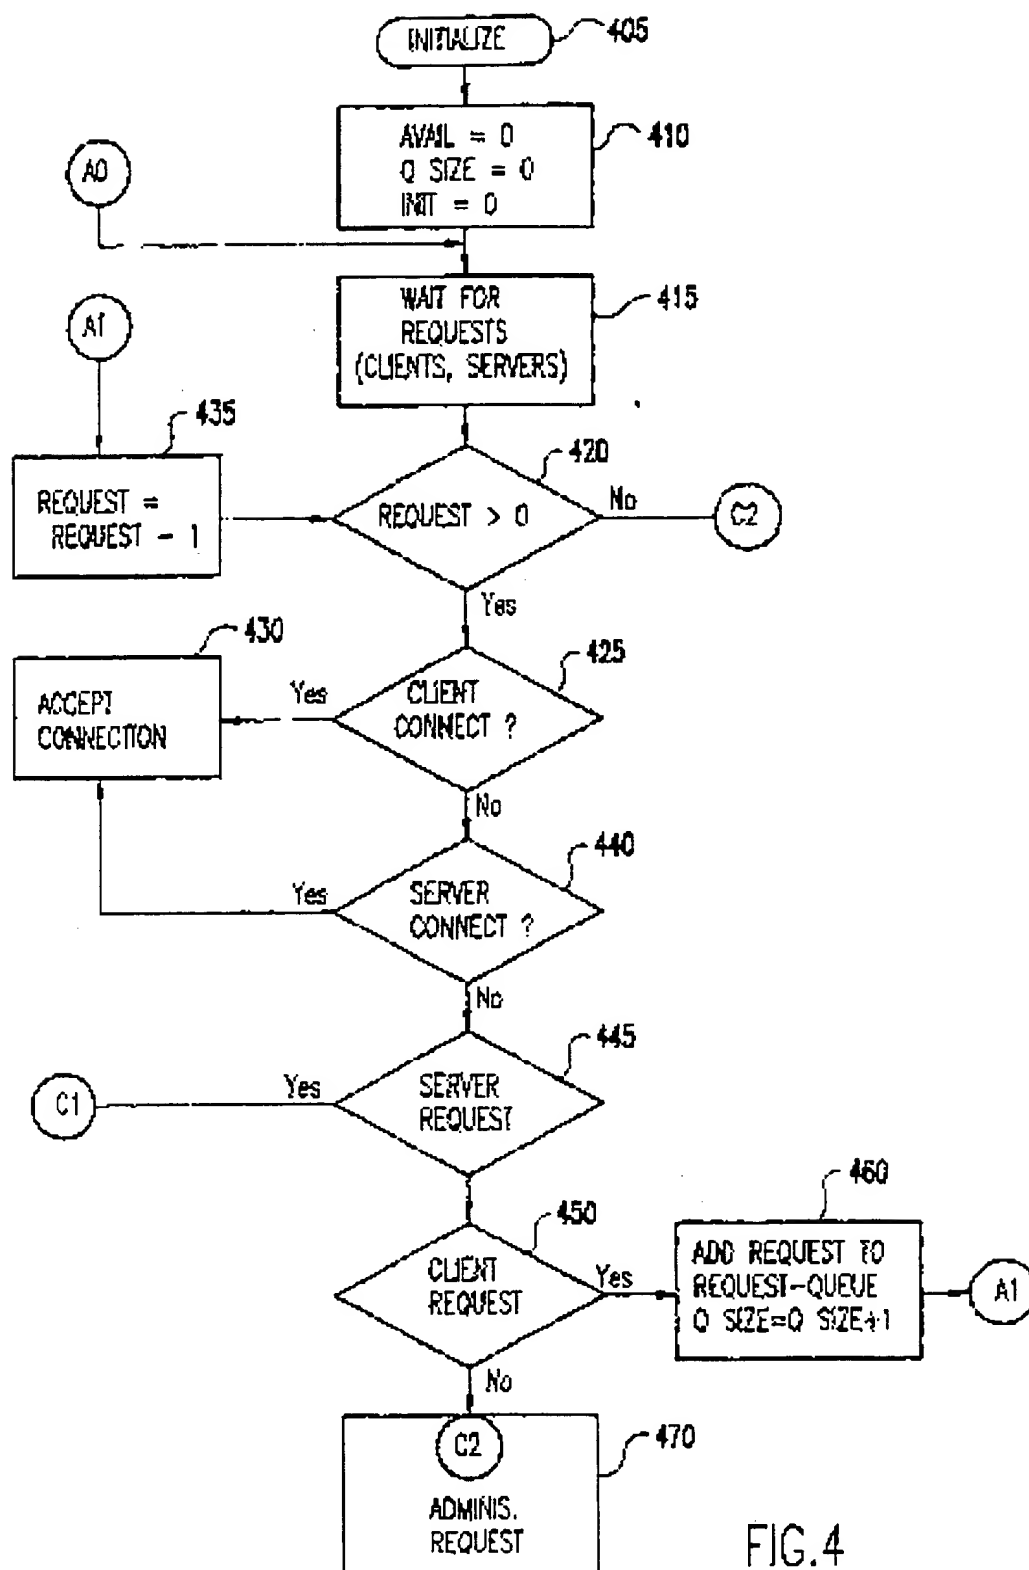 INITIALIZE
405
AVAIL = 0
Q SIZE = 0
INIT = 0
410
A0
WAIT FOR
REQUESTS
(CLIENTS, SERVERS)
415
A1
435
REQUEST =
REQUEST - 1
420
REQUEST > 0
No
C2
Yes
430
ACCEPT
CONNECTION
425
CLIENT
CONNECT ?
Yes
No
440
SERVER
CONNECT ?
Yes
No
445
SERVER
REQUEST
Yes
C1
450
CLIENT
REQUEST
Yes
460
ADD REQUEST TO
REQUEST-QUEUE
Q SIZE=Q SIZE+1
A1
No
C2
470
ADMINIS.
REQUEST
FIG.4